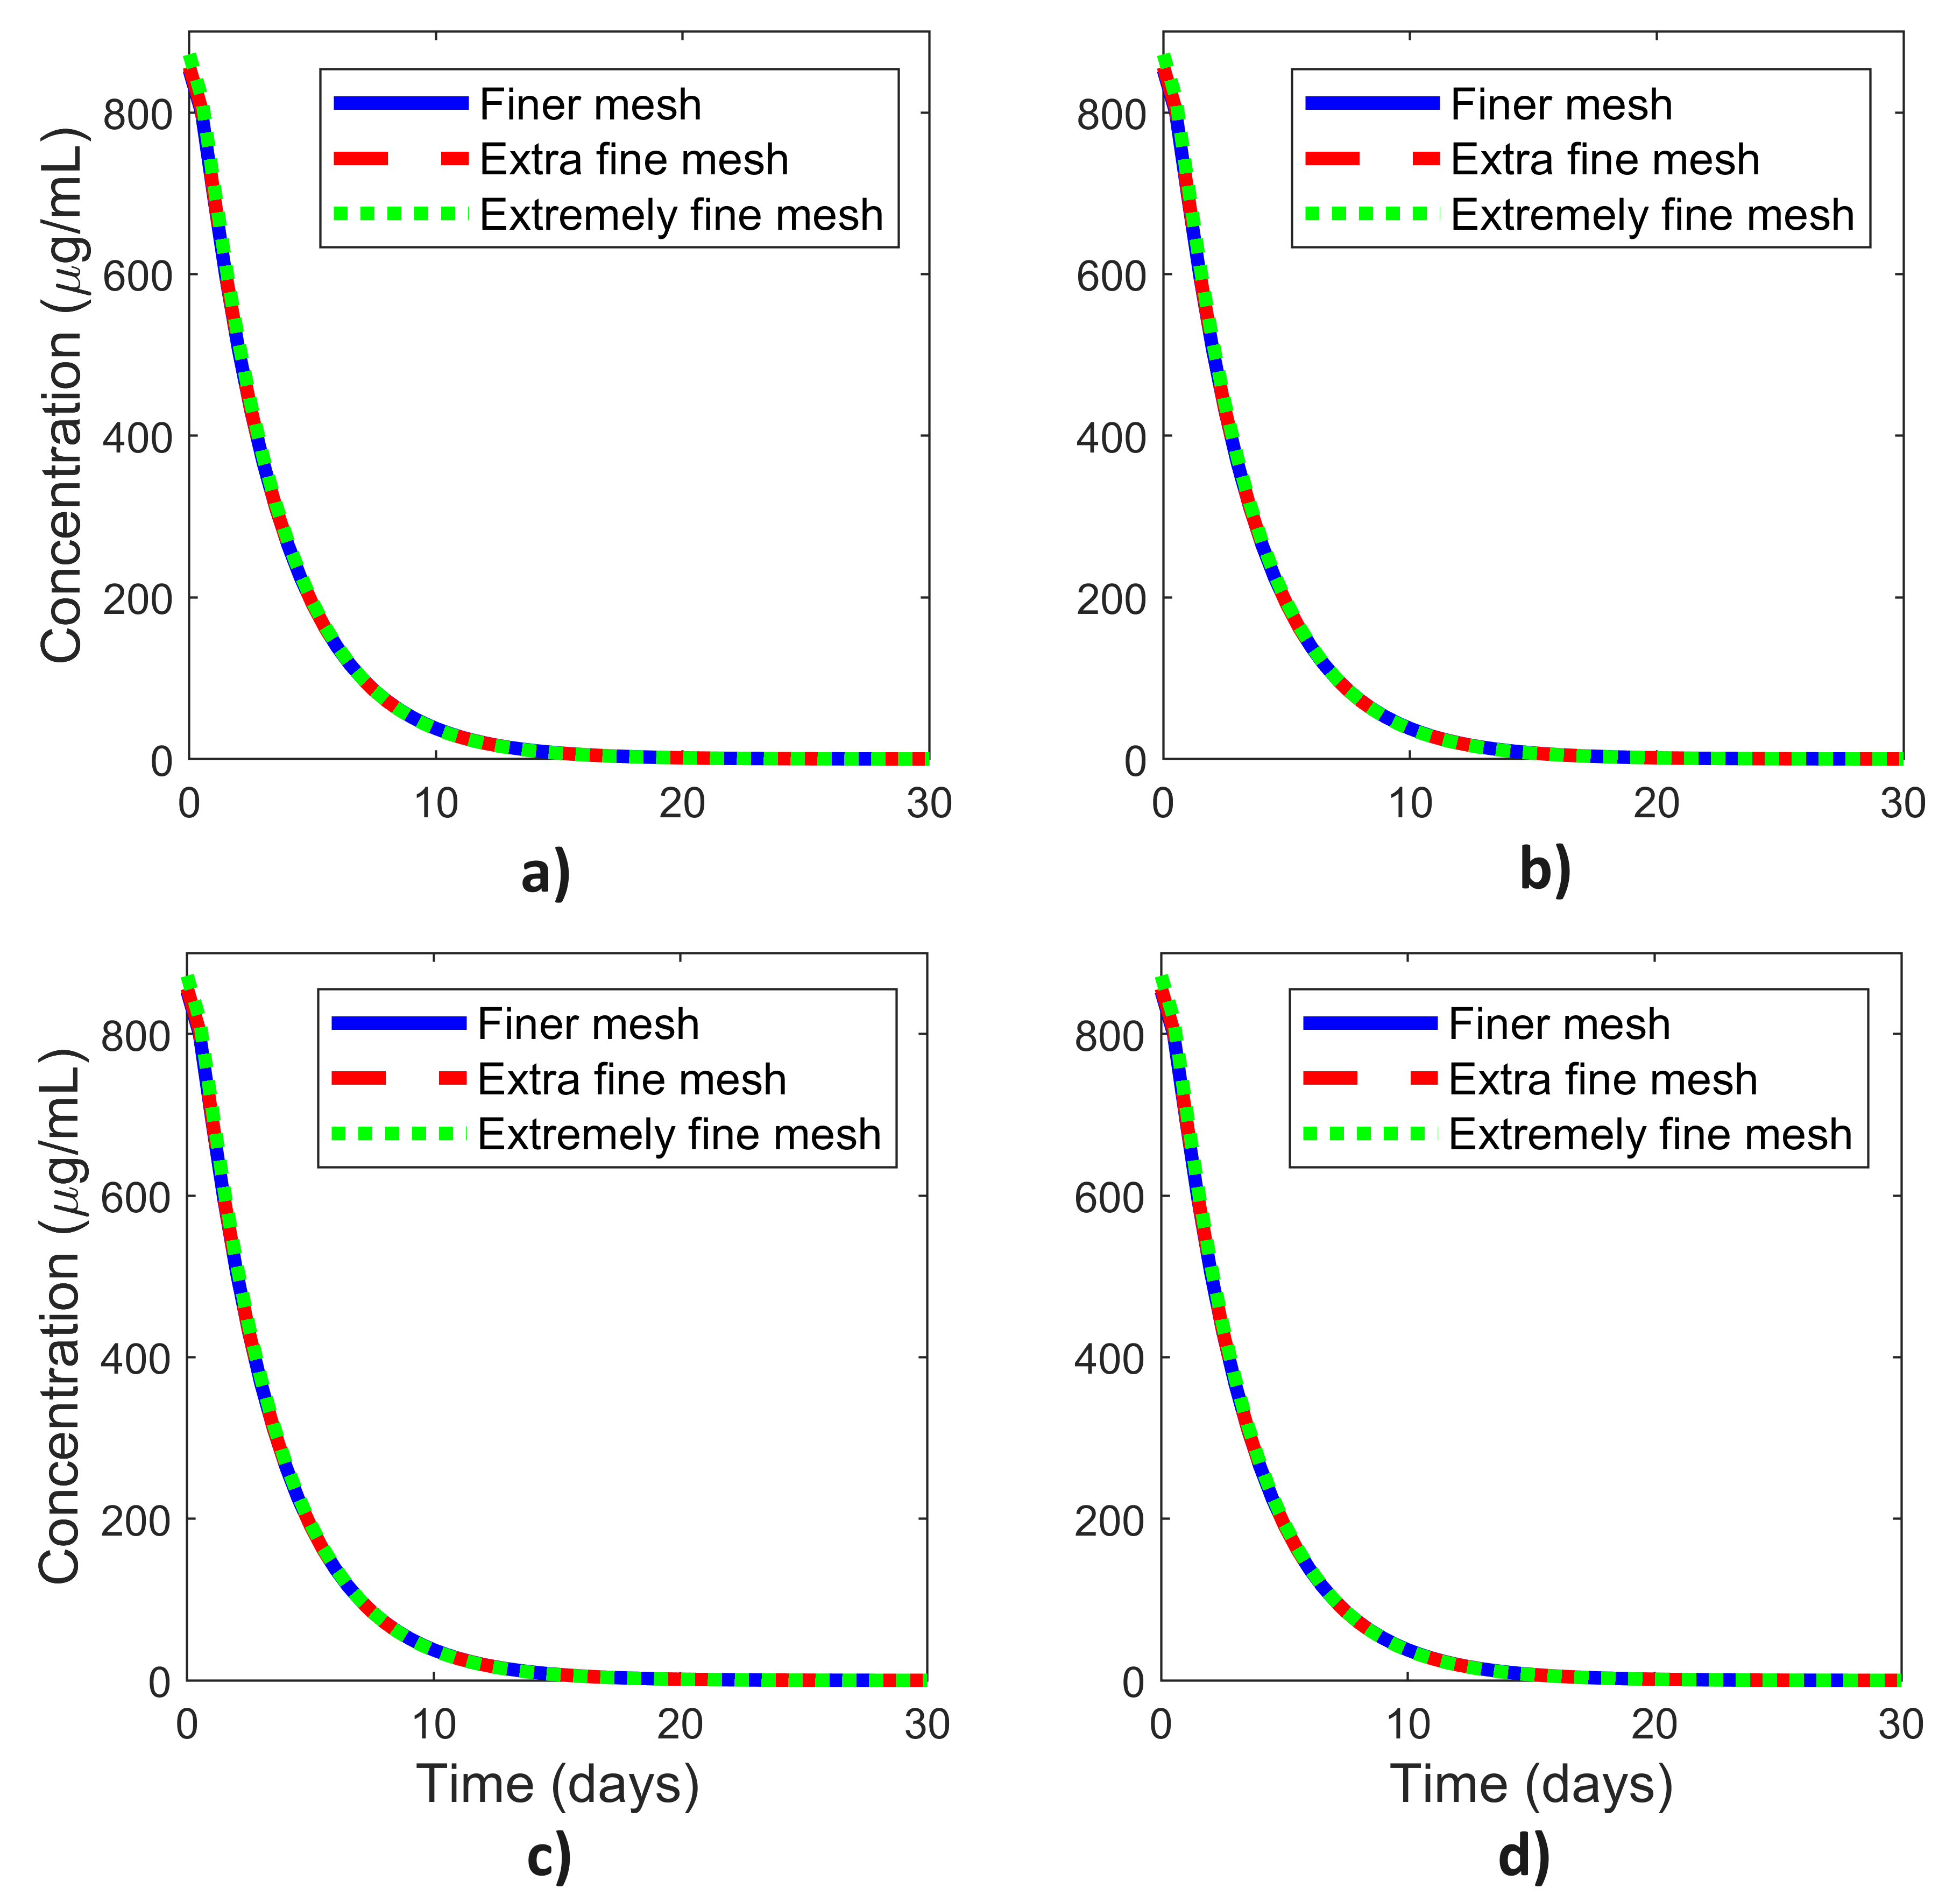 Concentration (μg/mL)
800
600
400
200
0
0 10 20 30
Finer mesh
Extra fine mesh
Extremely fine mesh
a)
800
600
400
200
0
0 10 20 30
Finer mesh
Extra fine mesh
Extremely fine mesh
b)
Concentration (μg/mL)
800
600
400
200
0
0 10 20 30
Finer mesh
Extra fine mesh
Extremely fine mesh
Time (days)
c)
800
600
400
200
0
0 10 20 30
Finer mesh
Extra fine mesh
Extremely fine mesh
Time (days)
d)